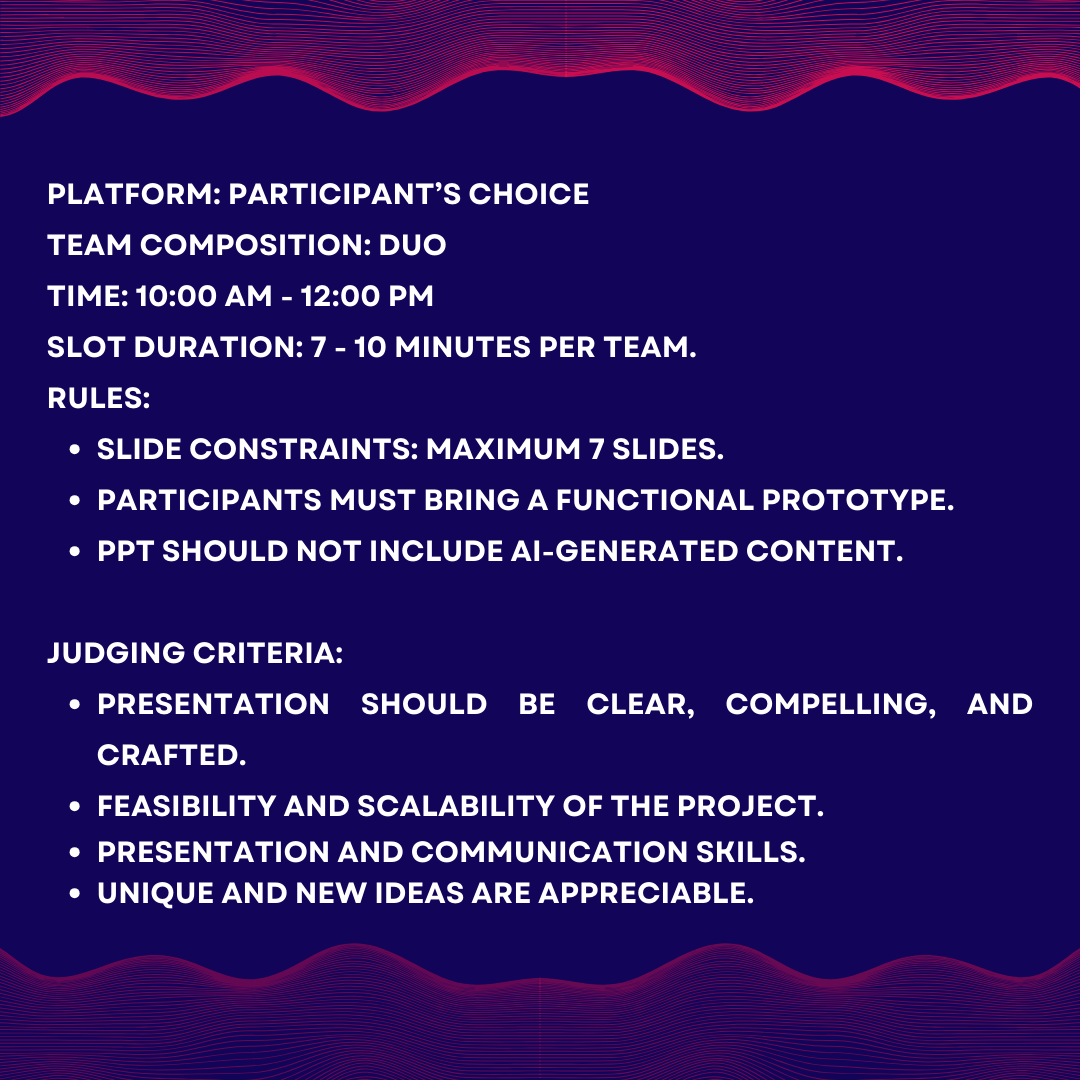 PLATFORM: PARTICIPANT’S CHOICE
TEAM COMPOSITION: DUO
TIME: 10:00 AM - 12:00 PM
SLOT DURATION: 7 - 10 MINUTES PER TEAM.
RULES:
• SLIDE CONSTRAINTS: MAXIMUM 7 SLIDES.
• PARTICIPANTS MUST BRING A FUNCTIONAL PROTOTYPE.
• PPT SHOULD NOT INCLUDE AI-GENERATED CONTENT.
JUDGING CRITERIA:
• PRESENTATION SHOULD BE CLEAR, COMPELLING, AND
CRAFTED.
• FEASIBILITY AND SCALABILITY OF THE PROJECT.
• PRESENTATION AND COMMUNICATION SKILLS.
• UNIQUE AND NEW IDEAS ARE APPRECIABLE.